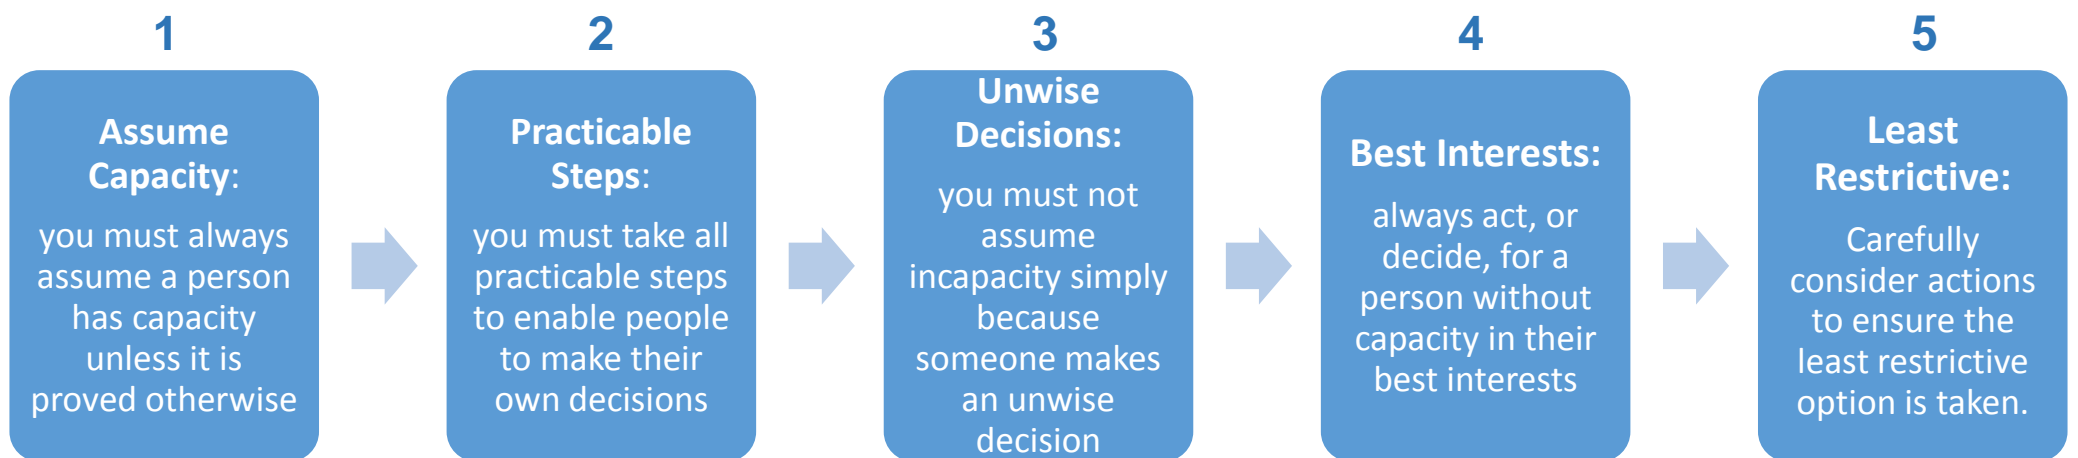 1
Assume
Capacity:
you must always
assume a person
has capacity
unless it is
proved otherwise
2
Practicable
Steps:
you must take all
practicable steps
to enable people
to make their
own decisions
3
Unwise
Decisions:
you must not
assume
incapacity simply
because
someone makes
an unwise
decision
4
Best Interests:
always act, or
decide, for a
person without
capacity in their
best interests
5
Least
Restrictive:
Carefully
consider actions
to ensure the
least restrictive
option is taken.